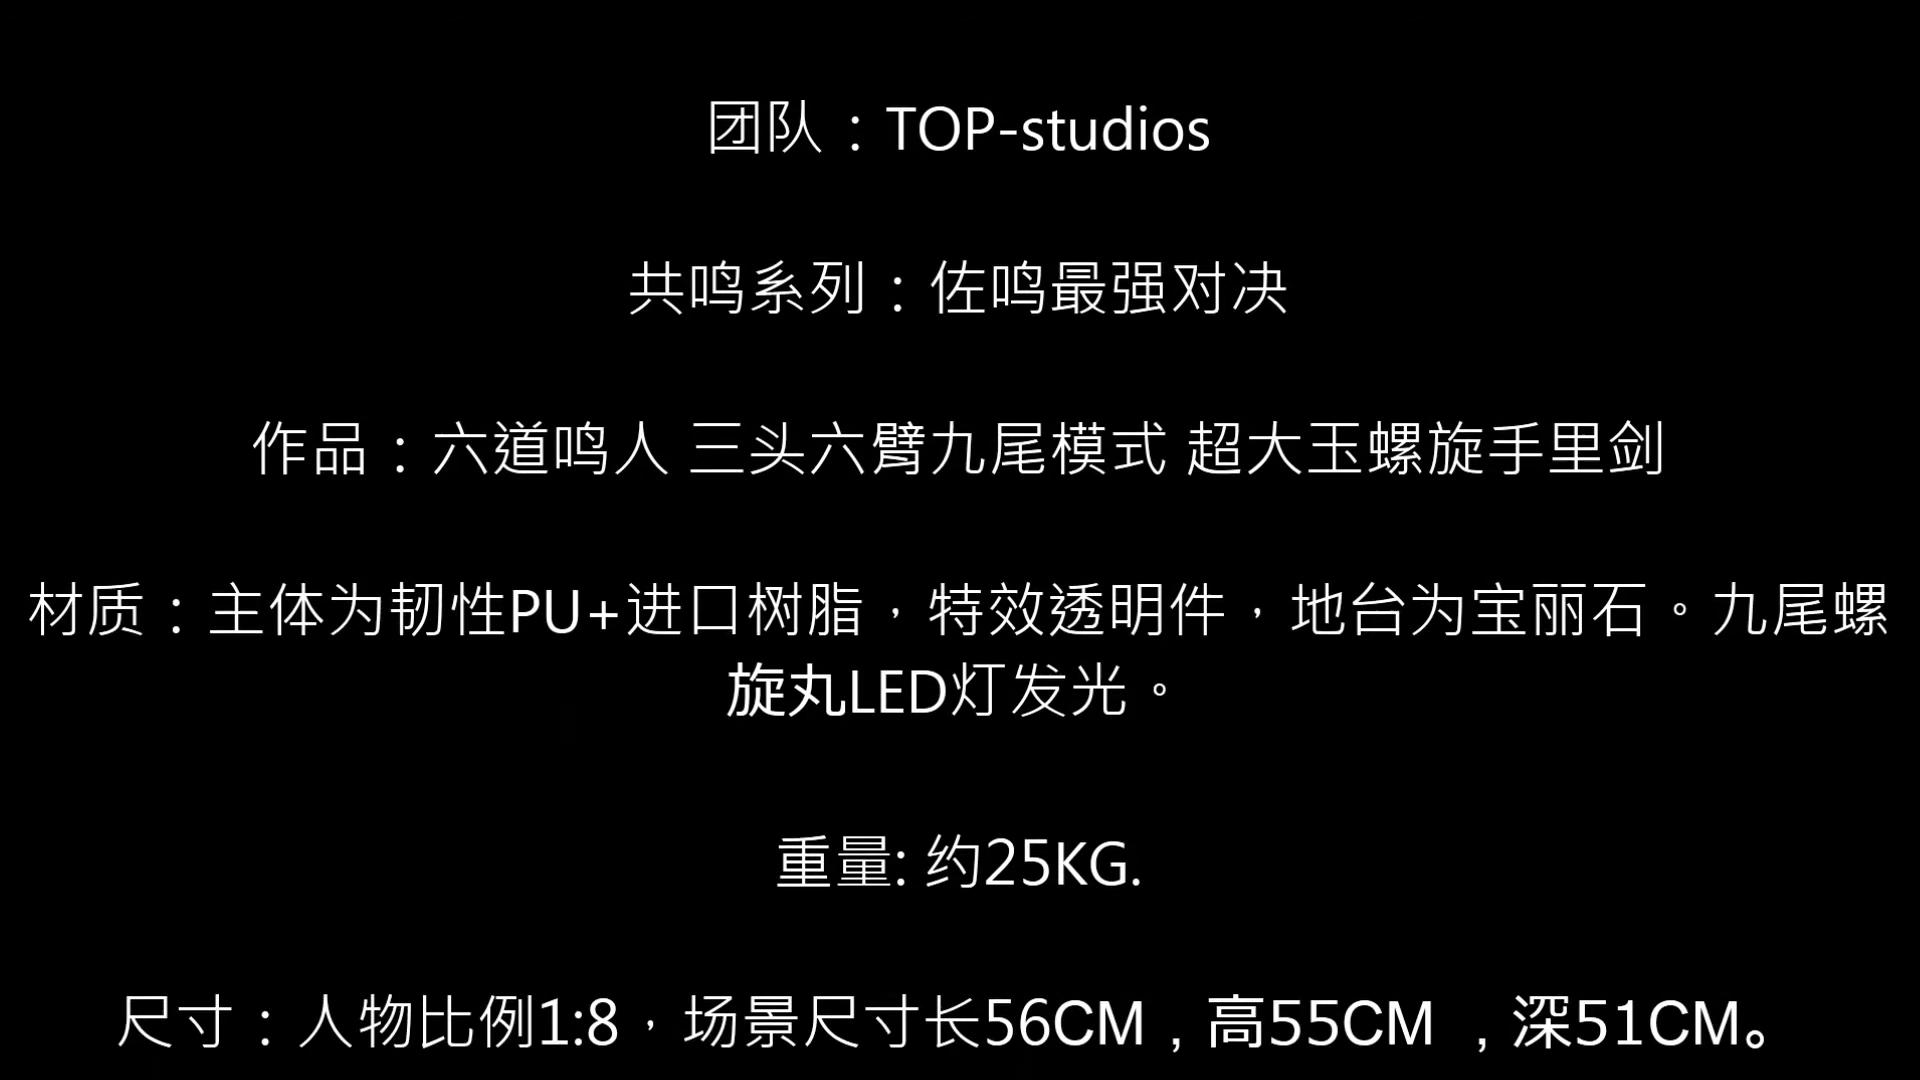 团队：TOP-studios
共鸣系列：佐鸣最强对决
作品：六道鸣人 三头六臂九尾模式 超大玉螺旋手里剑
材质：主体为韧性PU+进口树脂，特效透明件，地台为宝丽石。九尾螺
旋丸LED灯发光。
重量: 约25KG.
尺寸：人物比例1:8，场景尺寸长56CM , 高55CM , 深51CM。